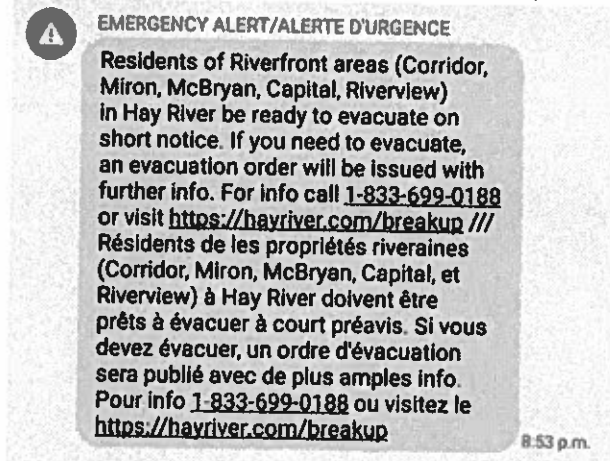 EMERGENCY ALERT/ALERTE D'URGENCE
Residents of Riverfront areas (Corridor,
Miron, McBryan, Capital, Riverview)
in Hay River be ready to evacuate on
short notice. If you need to evacuate,
an evacuation order will be issued with
further info. For info call 1-833-699-0188
or visit https://hayriver.com/breakup ///
Résidents de les propriétés riveraines
(Corridor, Miron, McBryan, Capital, et
Riverview) à Hay River doivent être
prêts à évacuer à court préavis. Si vous
devez évacuer, un ordre d'évacuation
sera publié avec de plus amples info.
Pour info 1-833-699-0188 ou visitez le
https://hayriver.com/breakup
8:53 p.m.